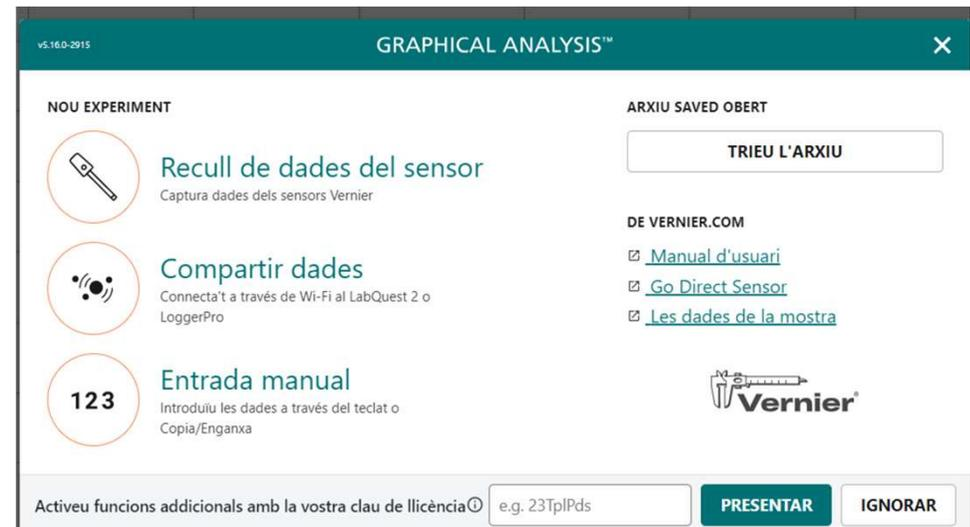 v5.16.0-2915
GRAPHICAL ANALYSIS™
NOU EXPERIMENT
Recull de dades del sensor
Captura dades dels sensors Vernier
Compartir dades
Connecta't a través de Wi-Fi al LabQuest 2 o
LoggerPro
123
Entrada manual
Introduïu les dades a través del teclat o
Copia/Enganxa
ARXIU SAVED OBERT
TRIEU L'ARXIU
DE VERNIER.COM
Manual d'usuari
Go Direct Sensor
Les dades de la mostra
Vernier®
Activeu funcions addicionals amb la vostra clau de llicència
e.g. 23TplPds
PRESENTAR
IGNORAR